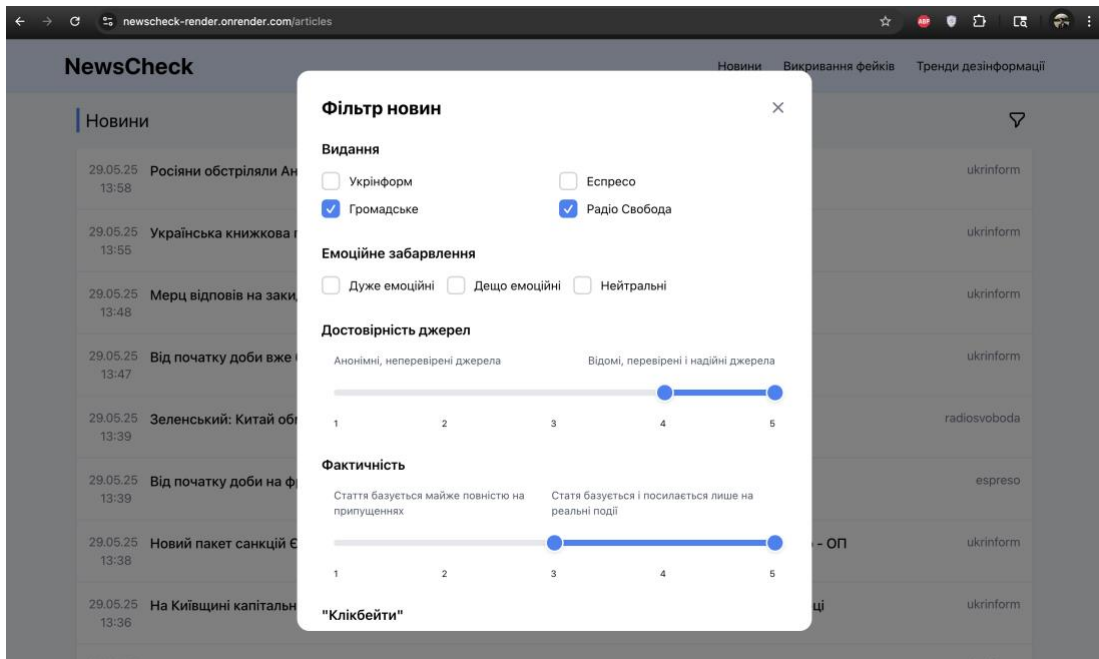 newscheck-render.onrender.com/articles
ABP
NewsCheck
Новини Викривання фейків Тренди дезінформації
Новини
Фільтр новин
Видання
Укрінформ Еспресо
Громадське Радіо Свобода
Емоційне забарвлення
Дуже емоційні Дещо емоційні Нейтральні
Достовірність джерел
Анонімні, неперевірені джерела Відомі, перевірені і надійні джерела
1 2 3 4 5
Фактичність
Стаття базується майже повністю на Статя базується і посилається лише на
припущеннях реальні події
1 2 3 4 5
"Клікбейти"
29.05.25 Росіяни обстріляли Ан ukrinform
13:58
29.05.25 Українська книжкова ukrinform
13:55
29.05.25 Мерц відповів на заки ukrinform
13:48
29.05.25 Від початку доби вже ukrinform
13:47
29.05.25 Зеленський: Китай обм radiosvoboda
13:39
29.05.25 Від початку доби на ф espreso
13:39
29.05.25 Новий пакет санкцій Є - ОП ukrinform
13:38
29.05.25 На Київщині капітальн ці ukrinform
13:36